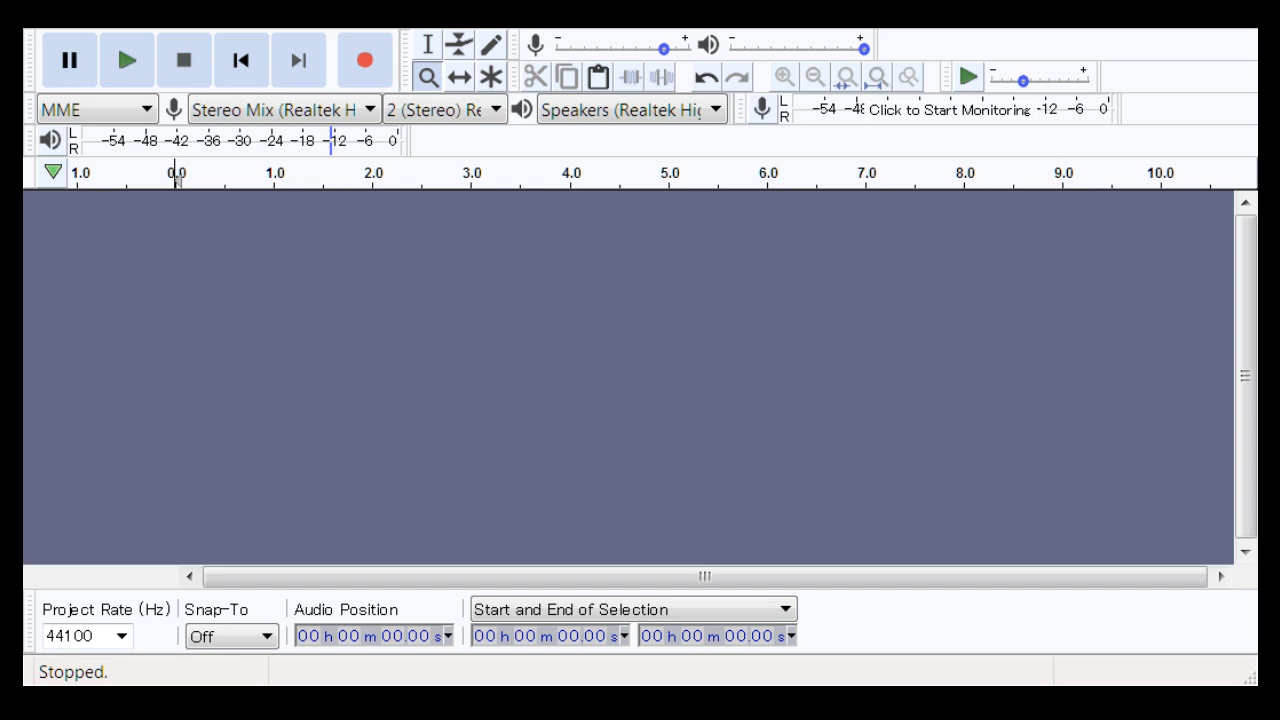 - + - +
- +
MME Stereo Mix (Realtek H 2 (Stereo) Re Speakers (Realtek Hig L R -54 -48 Click to Start Monitoring -12 -6 0
L R -54 -48 -42 -36 -30 -24 -18 -12 -6 0
1.0 0.0 1.0 2.0 3.0 4.0 5.0 6.0 7.0 8.0 9.0 10.0
Project Rate (Hz) Snap-To Audio Position Start and End of Selection
44100 Off 00 h 00 m 00.00 s 00 h 00 m 00.00 s 00 h 00 m 00.00 s
Stopped.